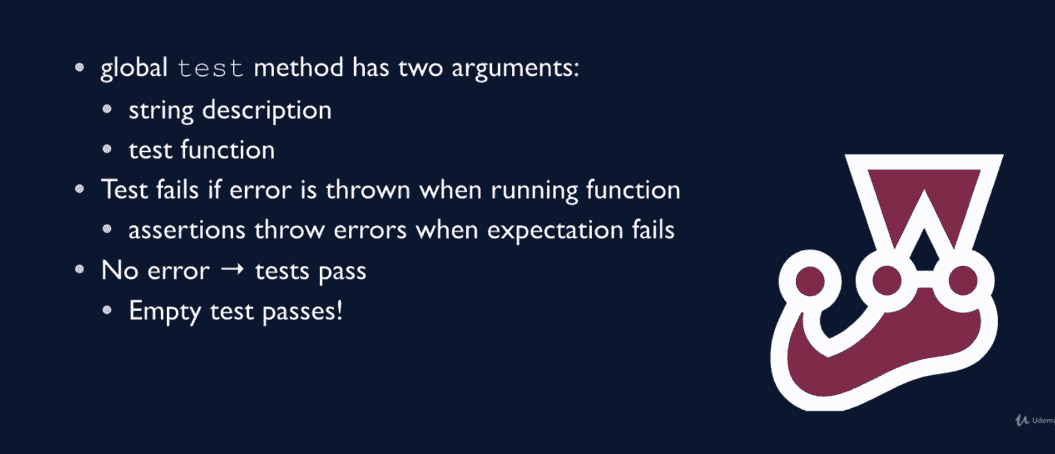 • global test method has two arguments:
• string description
• test function
• Test fails if error is thrown when running function
• assertions throw errors when expectation fails
• No error → tests pass
• Empty test passes!